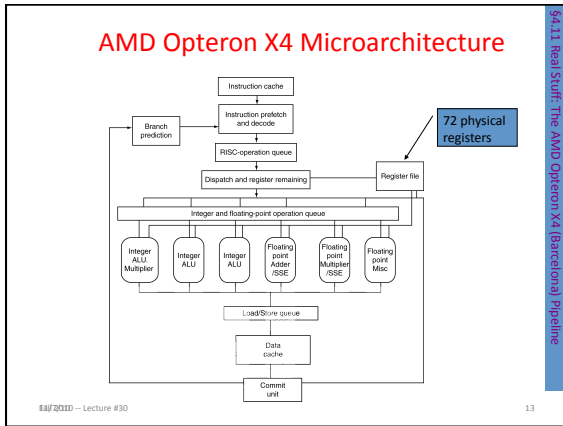 AMD Opteron X4 Microarchitecture
§4.11 Real Stuff: The AMD Opteron X4 (Barcelona) Pipeline
Instruction cache
Branch
prediction
Instruction prefetch
and decode
72 physical
registers
RISC-operation queue
Dispatch and register remaining
Register file
Integer and floating-point operation queue
Integer
ALU.
Multiplier
Integer
ALU
Integer
ALU
Floating
point
Adder
/SSE
Floating
point
Multiplier
/SSE
Floating
point
Misc
Load/Store queue
Data
cache
Commit
unit
-- Lecture #30
13